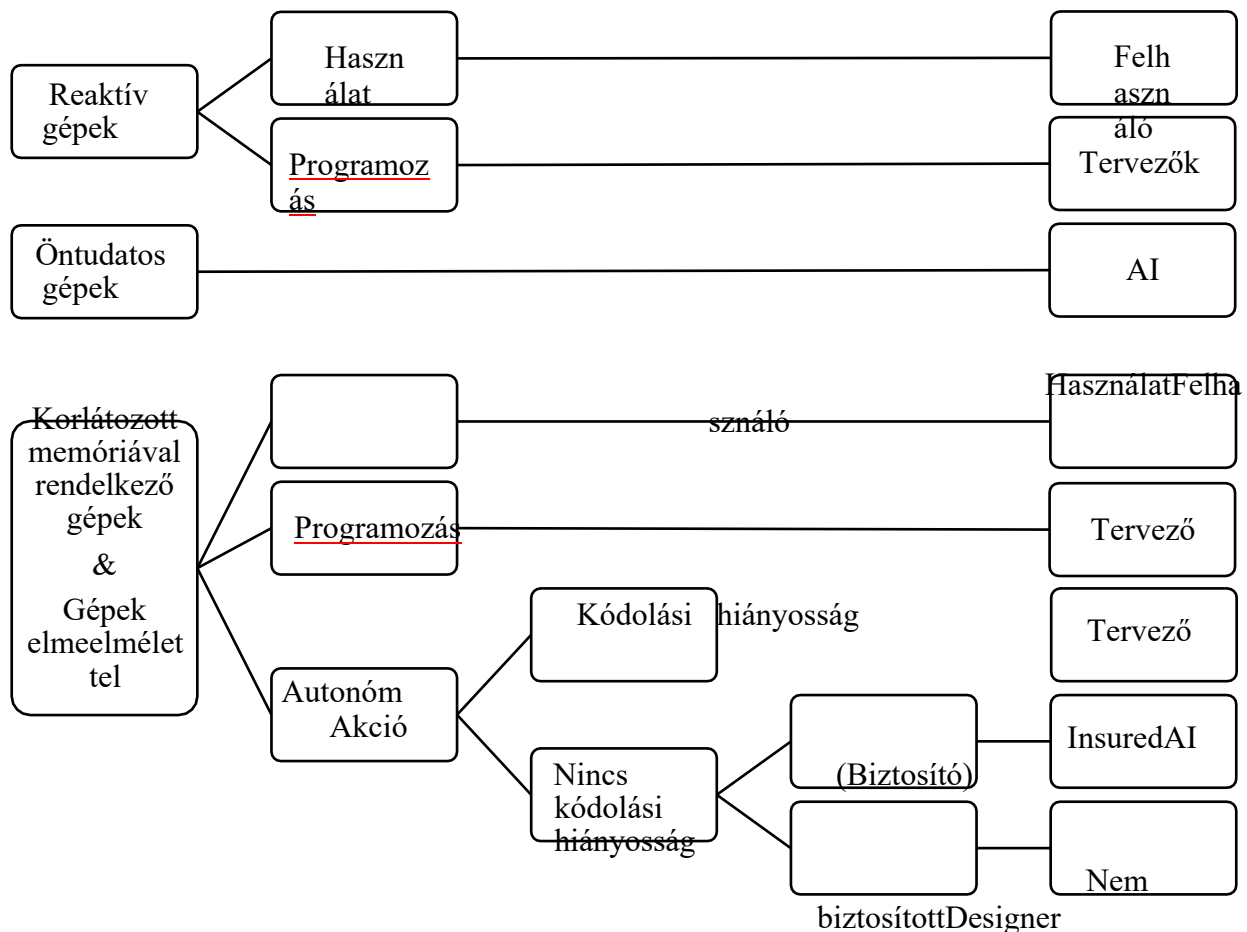 Haszn
álat
Felh
aszn
áló
Reaktív
gépek
Programoz
ás
Tervezők
Öntudatos
gépek
AI
HasználatFelha
sználó
Korlátozott
memóriával
rendelkező
gépek
&
Gépek
elmeelmélet
tel
Programozás
Tervező
Kódolási hiányosság
Tervező
Autonóm
Akció
InsuredAI
(Biztosító)
Nincs
kódolási
hiányosság
Nem
biztosítottDesigner